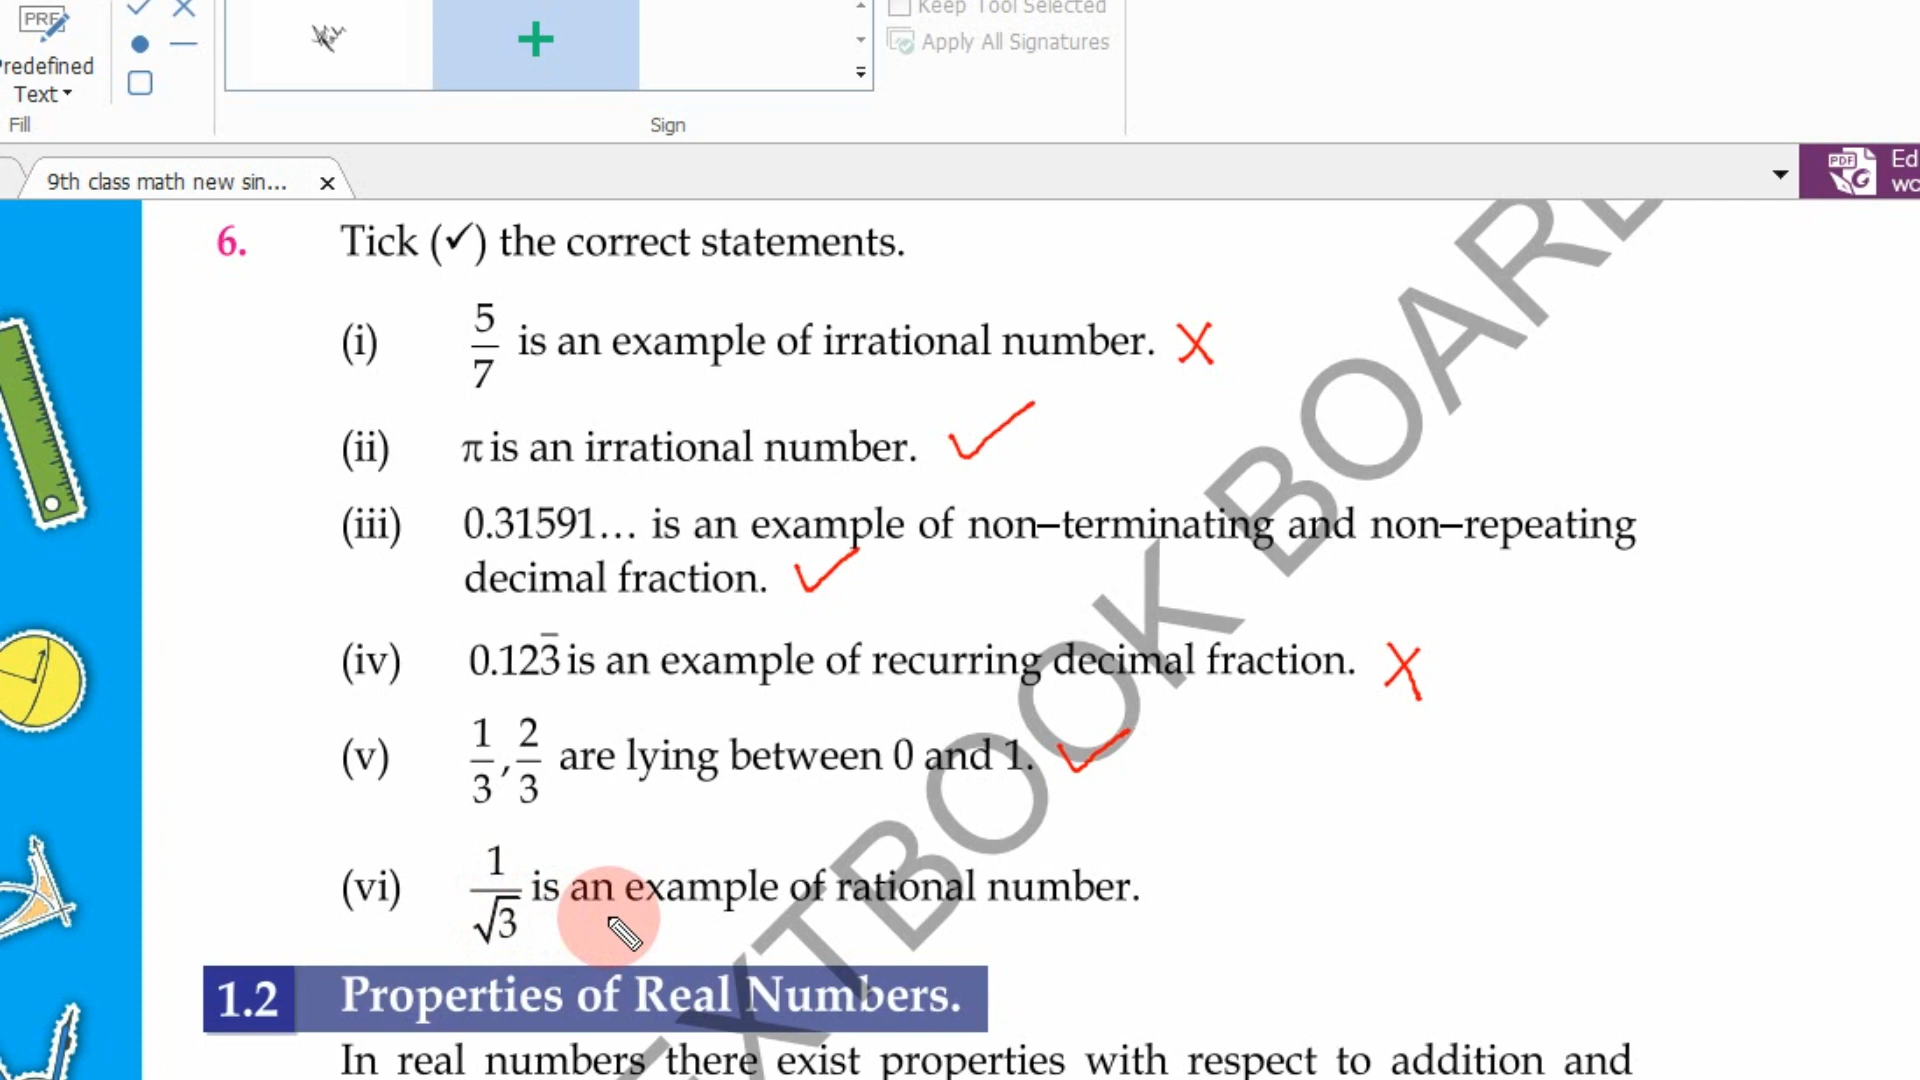 PRE
Predefined
Text
Fill
Keep Tool Selected
Apply All Signatures
Sign
9th class math new sin... ×
PDF
Ed
6. Tick (✓) the correct statements.
(i) 5/7 is an example of irrational number. X
(ii) π is an irrational number. ✓
(iii) 0.31591... is an example of non–terminating and non–repeating
decimal fraction. ✓
(iv) 0.123̅ is an example of recurring decimal fraction. X
(v) 1/3, 2/3 are lying between 0 and 1. ✓
(vi) 1/√3 is an example of rational number.
1.2 Properties of Real Numbers.
In real numbers there exist properties with respect to addition and
TEXTBOOK BOARD